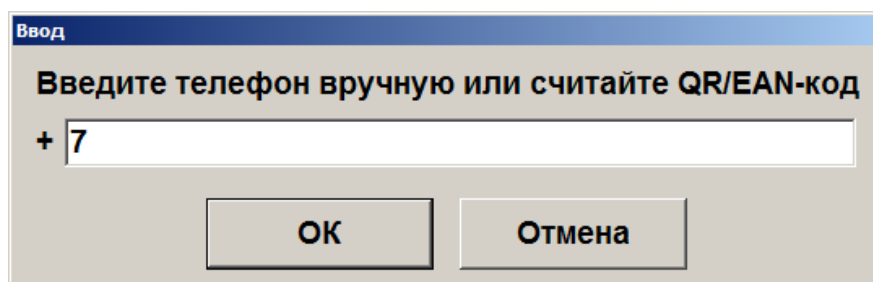 Ввод
Введите телефон вручную или считайте QR/EAN-код
+ 7
ОК Отмена